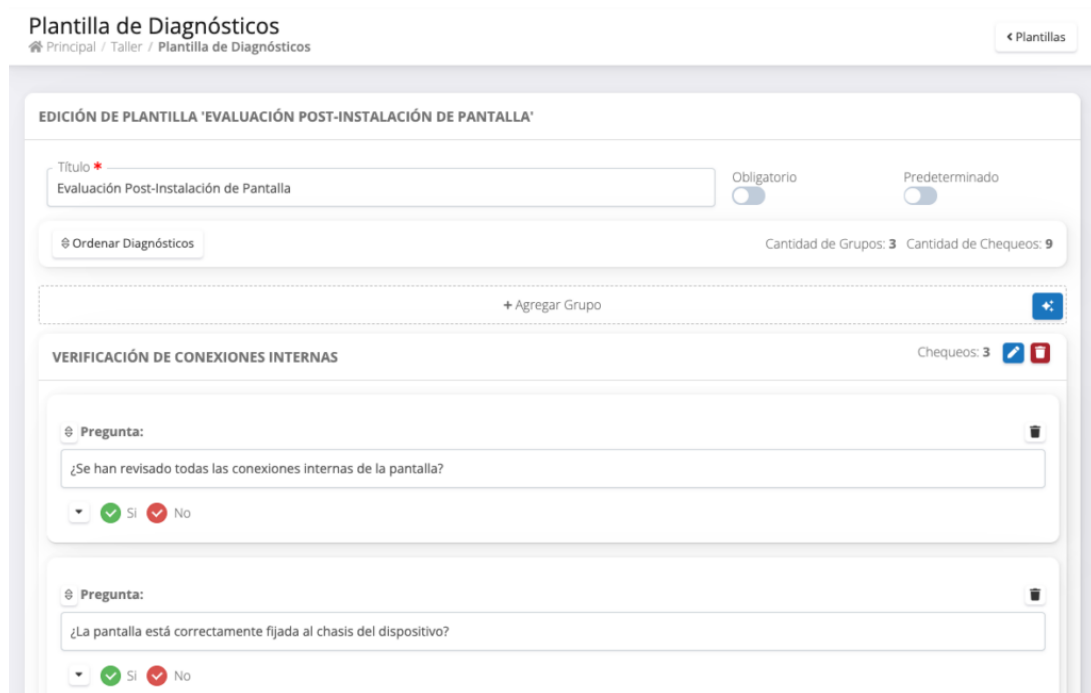 Plantilla de Diagnósticos
Principal / Taller / Plantilla de Diagnósticos
Plantillas
EDICIÓN DE PLANTILLA 'EVALUACIÓN POST-INSTALACIÓN DE PANTALLA'
Título *
Evaluación Post-Instalación de Pantalla
Obligatorio
Predeterminado
Ordenar Diagnósticos
Cantidad de Grupos: 3 Cantidad de Chequeos: 9
+ Agregar Grupo
VERIFICACIÓN DE CONEXIONES INTERNAS
Chequeos: 3
Pregunta:
¿Se han revisado todas las conexiones internas de la pantalla?
Si No
Pregunta:
¿La pantalla está correctamente fijada al chasis del dispositivo?
Si No